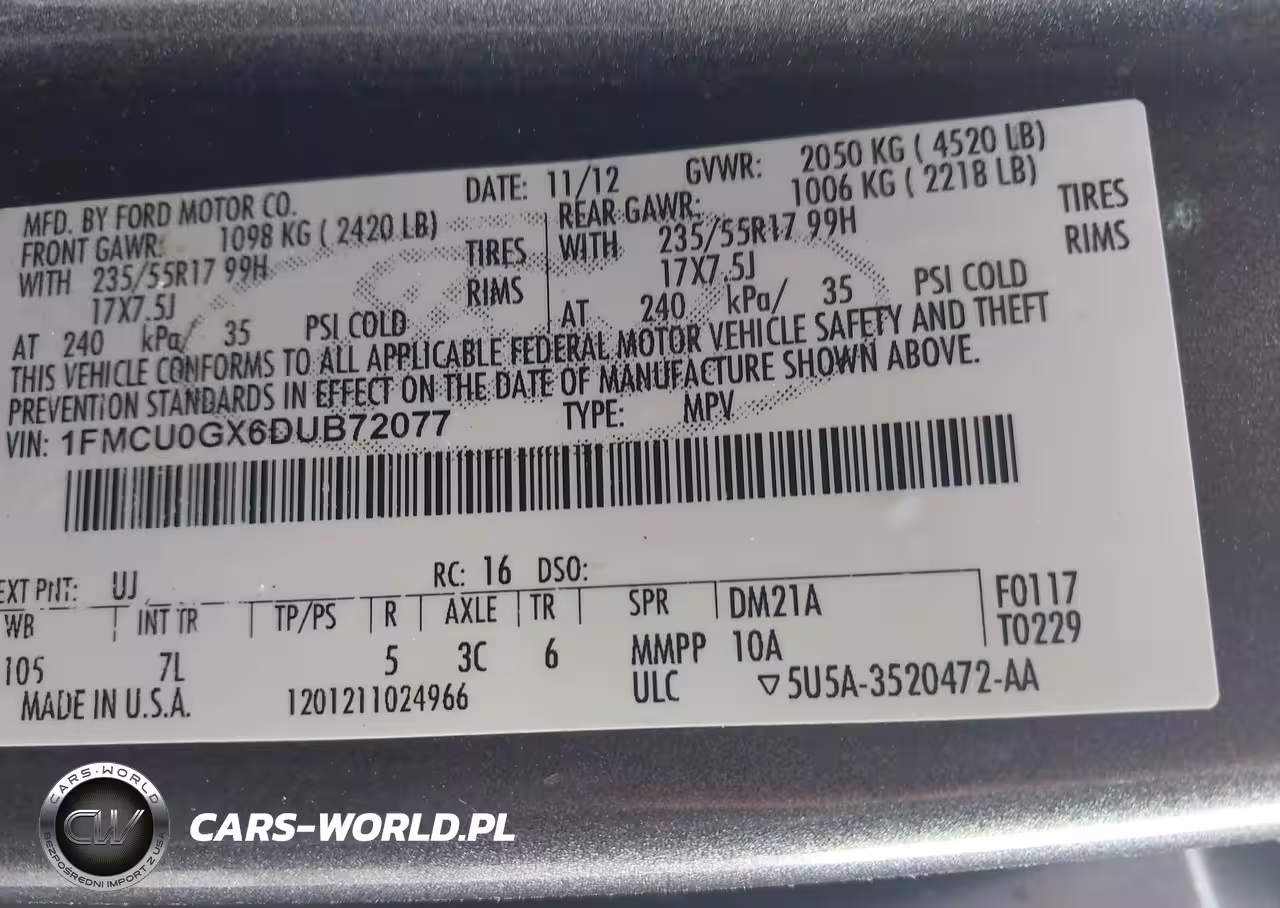 MFD. BY FORD MOTOR CO. DATE: 11/12 GVWR: 2050 KG ( 4520 LB)
FRONT GAWR: 1098 KG ( 2420 LB) REAR GAWR: 1006 KG ( 2218 LB)
WITH 235/55R17 99H TIRES WITH 235/55R17 99H TIRES
17X7.5J RIMS 17X7.5J RIMS
AT 240 kPa/ 35 PSI COLD AT 240 kPa/ 35 PSI COLD
THIS VEHICLE CONFORMS TO ALL APPLICABLE FEDERAL MOTOR VEHICLE SAFETY AND THEFT
PREVENTION STANDARDS IN EFFECT ON THE DATE OF MANUFACTURE SHOWN ABOVE.
VIN: 1FMCU0GX6DUB72077 TYPE: MPV
EXT PNT: UJ RC: 16 DSO:
WB INT TR TP/PS R AXLE TR SPR DM21A F0117
105 7L 5 3C 6 MMPP 10A T0229
MADE IN U.S.A. 1201211024966 ULC ▽5U5A-3520472-AA
CARS-WORLD
CW
BEZPOŚREDNI IMPORT Z USA
CARS-WORLD.PL